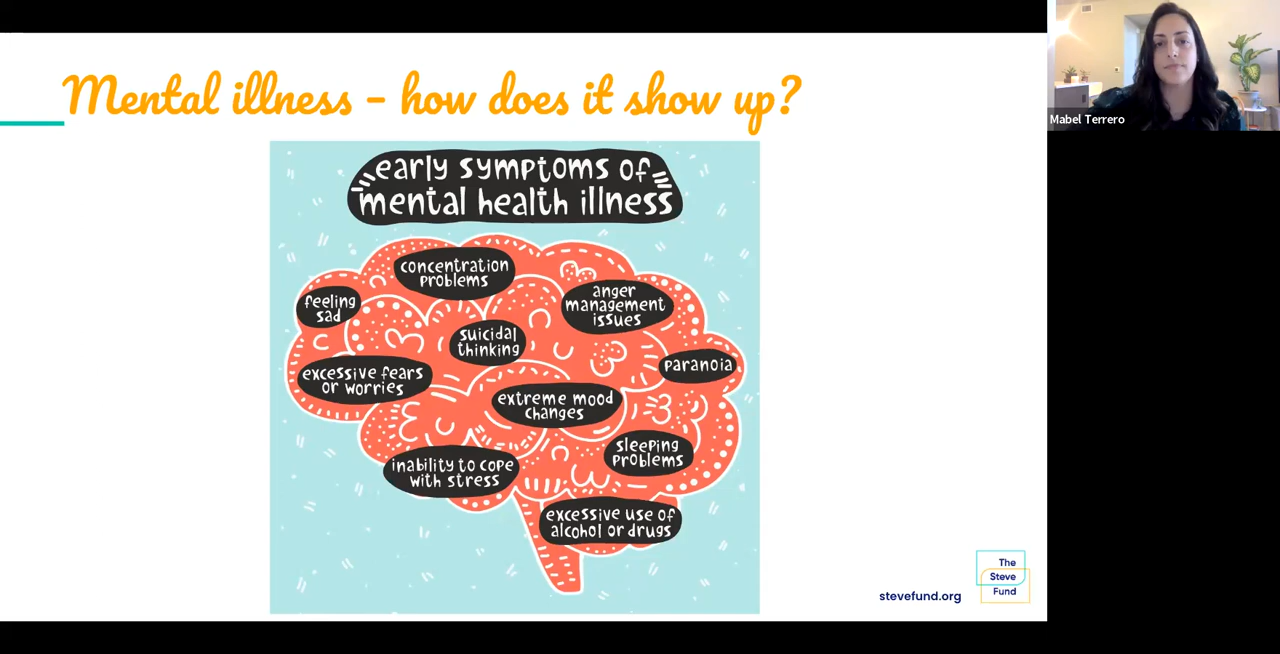 Mental illness – how does it show up?
early symptoms of
mental health illness
concentration
problems
feeling
sad
anger
management
issues
suicidal
thinking
paranoia
excessive fears
or worries
extreme mood
changes
sleeping
problems
inability to cope
with stress
excessive use of
alcohol or drugs
stevefund.org
The
Steve
Fund
Mabel Terrero